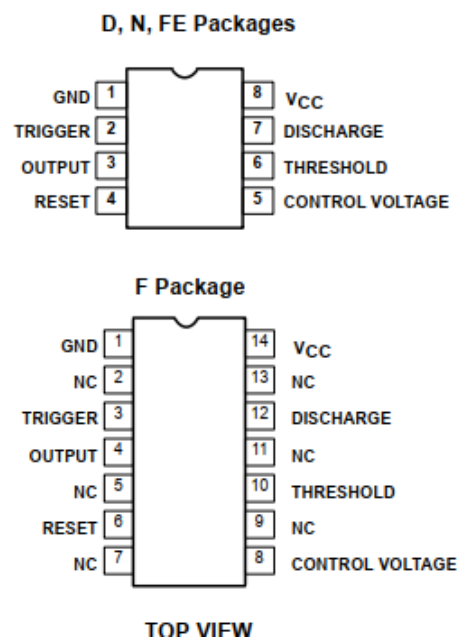 D, N, FE Packages
GND 1 8 VCC
TRIGGER 2 7 DISCHARGE
OUTPUT 3 6 THRESHOLD
RESET 4 5 CONTROL VOLTAGE
F Package
GND 1 14 VCC
NC 2 13 NC
TRIGGER 3 12 DISCHARGE
OUTPUT 4 11 NC
NC 5 10 THRESHOLD
RESET 6 9 NC
NC 7 8 CONTROL VOLTAGE
TOP VIEW